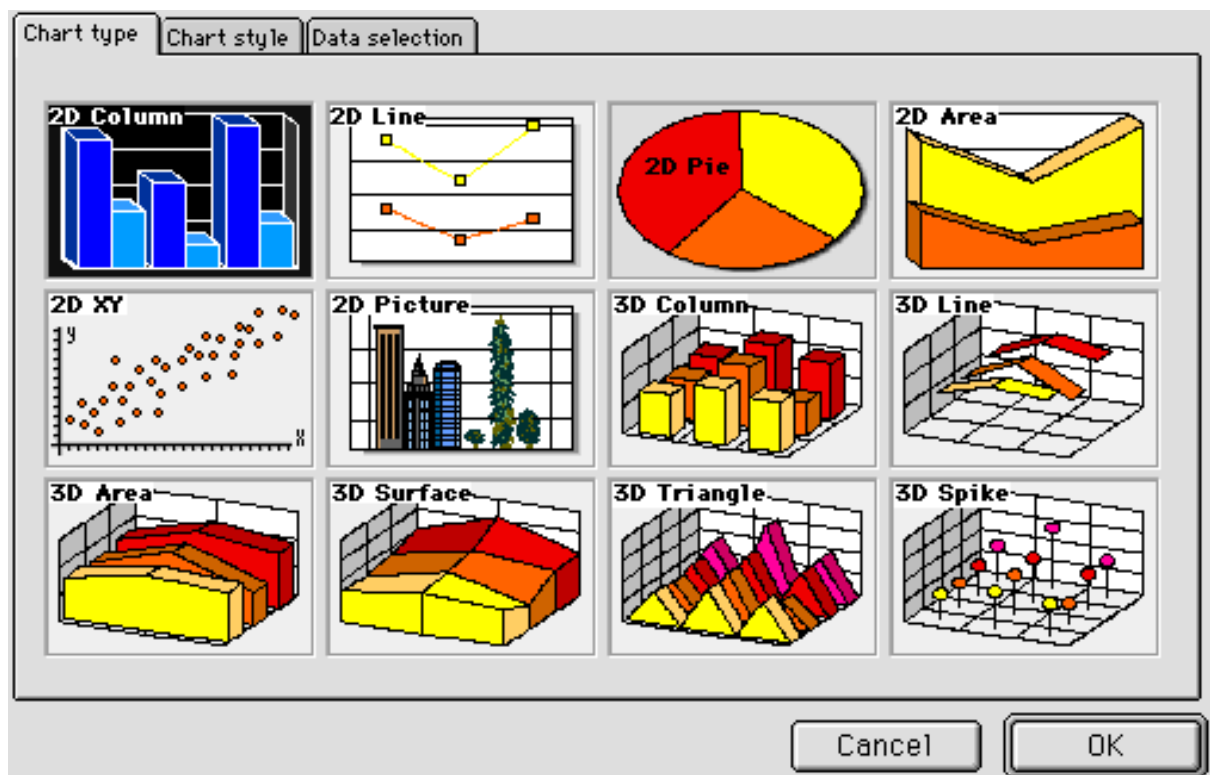 Chart type Chart style Data selection
2D Column 2D Line 2D Pie 2D Area
2D XY 2D Picture 3D Column 3D Line
y
X
3D Area 3D Surface 3D Triangle 3D Spike
Cancel OK